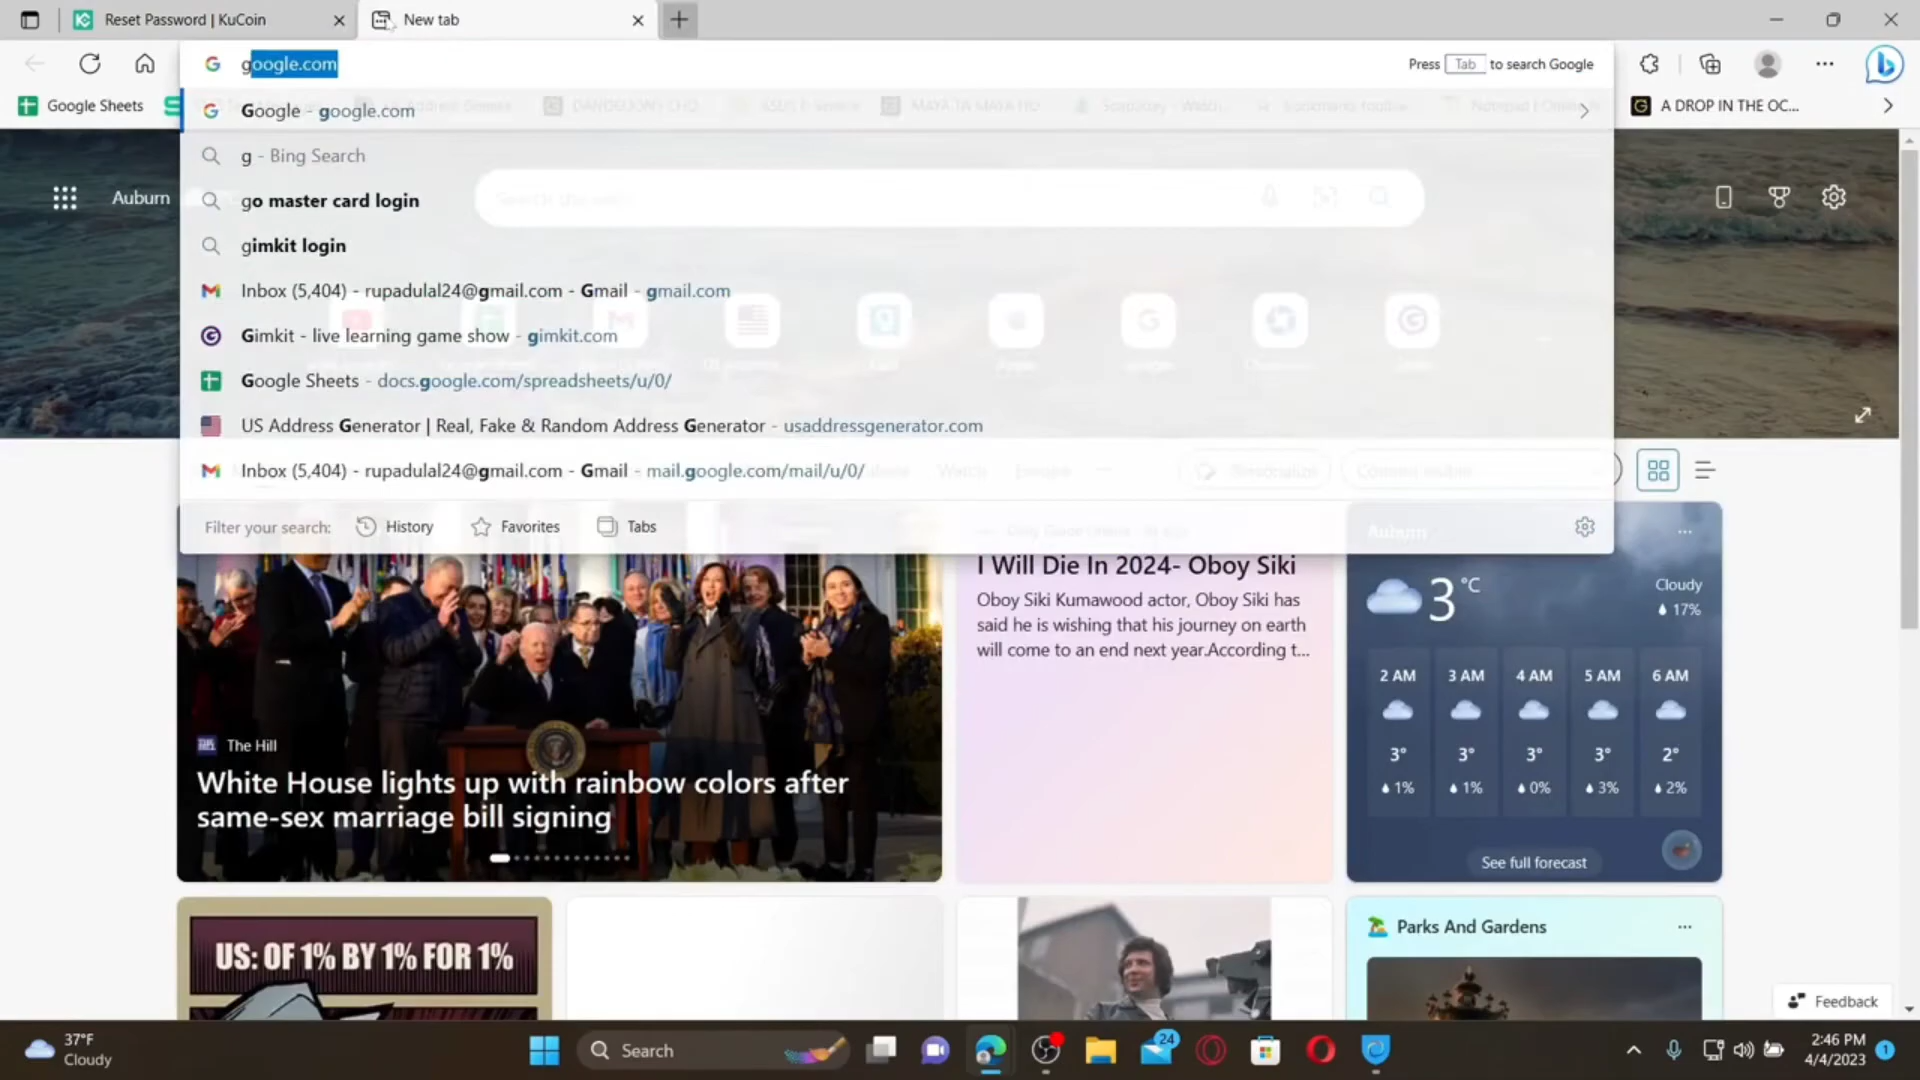 Reset Password | KuCoin
New tab
google.com
Press Tab to search Google
Google Sheets
A DROP IN THE OC...
Google - google.com
g - Bing Search
go master card login
gimkit login
Inbox (5,404) - rupadulal24@gmail.com - Gmail - gmail.com
Gimkit - live learning game show - gimkit.com
Google Sheets - docs.google.com/spreadsheets/u/0/
US Address Generator | Real, Fake & Random Address Generator - usaddressgenerator.com
Inbox (5,404) - rupadulal24@gmail.com - Gmail - mail.google.com/mail/u/0/
Filter your search: History Favorites Tabs
Auburn
The Hill
White House lights up with rainbow colors after
same-sex marriage bill signing
I Will Die In 2024- Oboy Siki
Oboy Siki Kumawood actor, Oboy Siki has
said he is wishing that his journey on earth
will come to an end next year.According t...
Auburn
3 °C
Cloudy
17%
2 AM 3 AM 4 AM 5 AM 6 AM
3° 3° 3° 3° 2°
1% 1% 0% 3% 2%
See full forecast
US: OF 1% BY 1% FOR 1%
Parks And Gardens
Feedback
37°F
Cloudy
Search
24
2:46 PM
4/4/2023
1